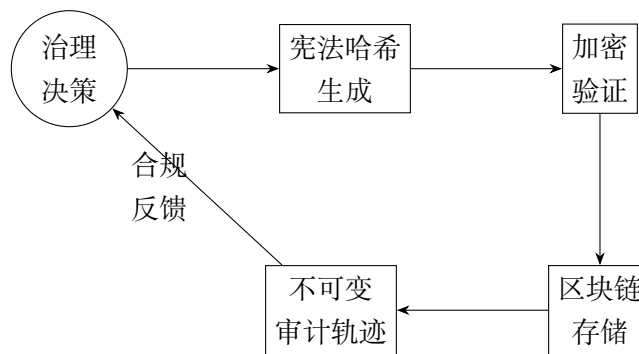 治理
决策
宪法哈希
生成
加密
验证
合规
反馈
不可变
审计轨迹
区块链
存储